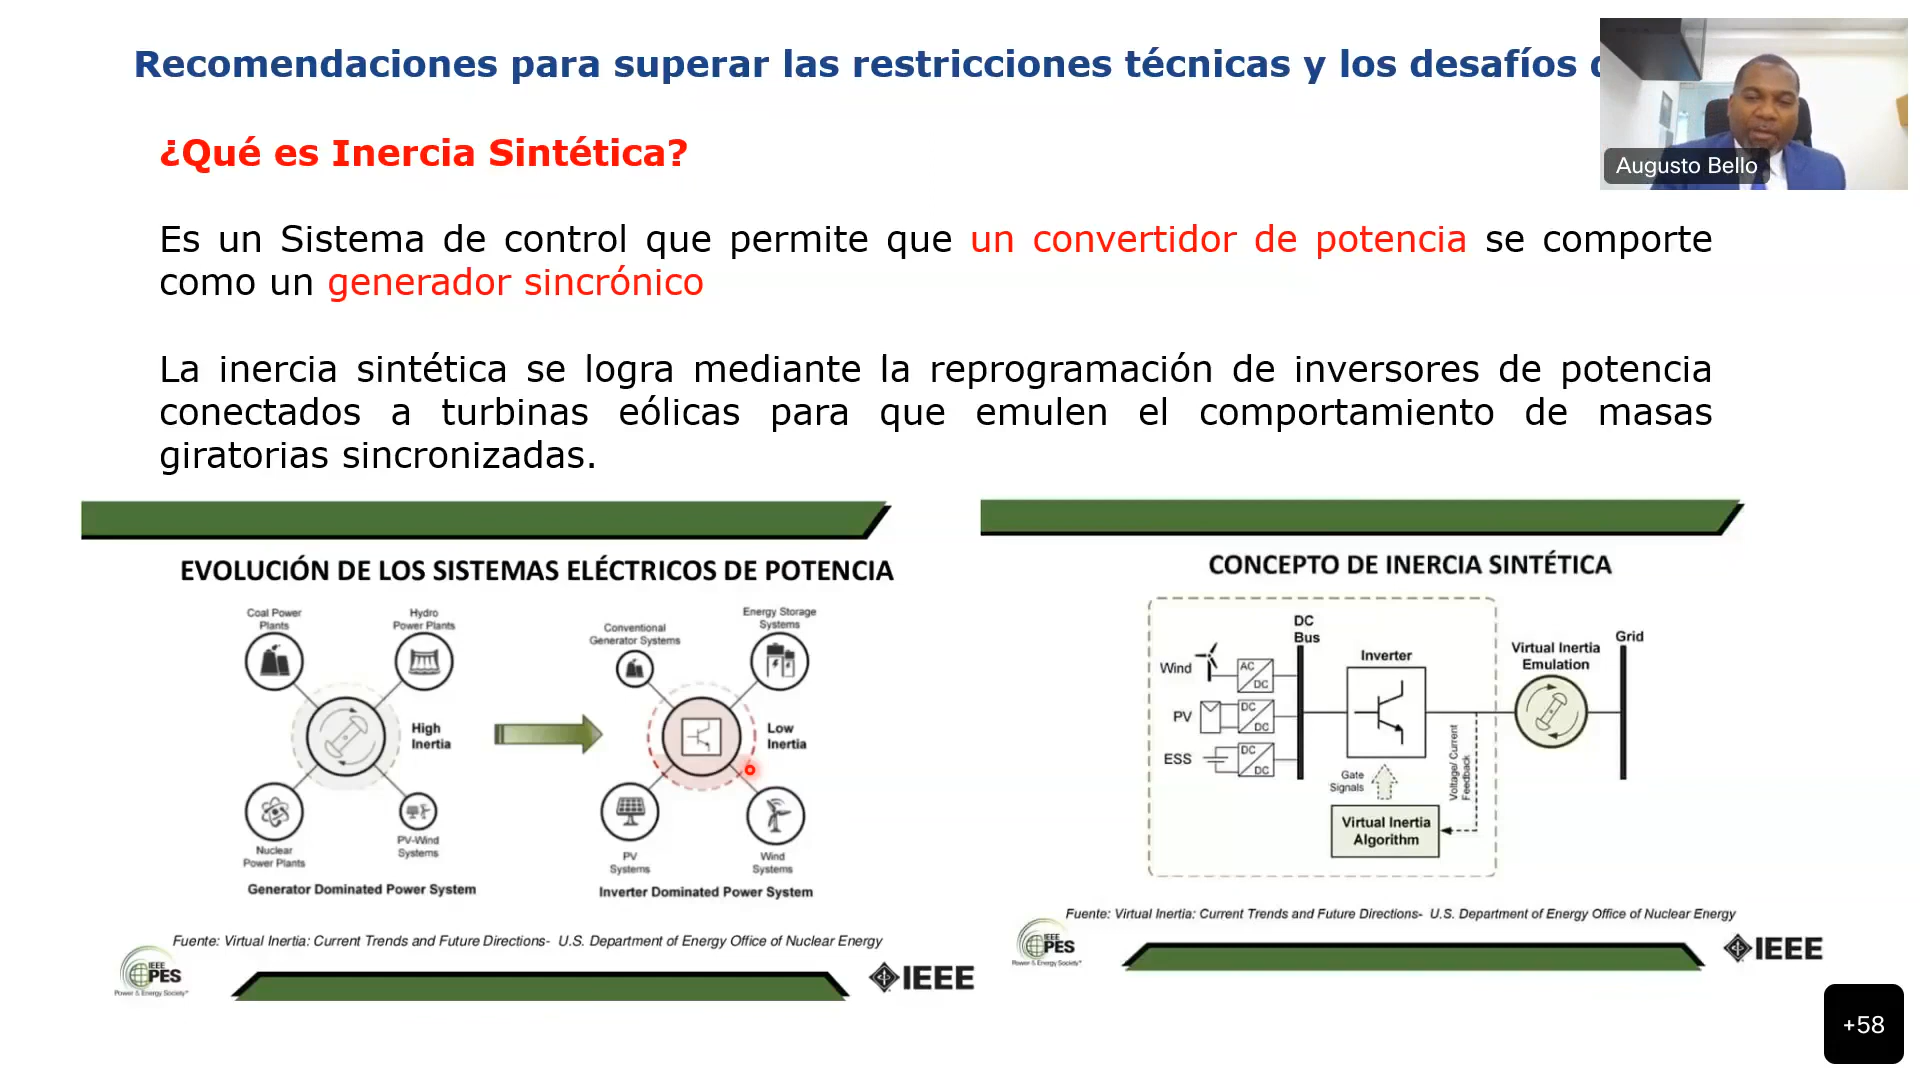 Recomendaciones para superar las restricciones técnicas y los desafíos
Augusto Bello
¿Qué es Inercia Sintética?
Es un Sistema de control que permite que un convertidor de potencia se comporte
como un generador sincrónico
La inercia sintética se logra mediante la reprogramación de inversores de potencia
conectados a turbinas eólicas para que emulen el comportamiento de masas
giratorias sincronizadas.
EVOLUCIÓN DE LOS SISTEMAS ELÉCTRICOS DE POTENCIA
Coal Power
Plants
Hydro
Power Plants
High
Inertia
Nuclear
Power Plants
PV-Wind
Systems
Generator Dominated Power System
Conventional
Generator Systems
Energy Storage
Systems
Low
Inertia
PV
Systems
Wind
Systems
Inverter Dominated Power System
Fuente: Virtual Inertia: Current Trends and Future Directions- U.S. Department of Energy Office of Nuclear Energy
IEEE
PES
Power & Energy Society
IEEE
CONCEPTO DE INERCIA SINTÉTICA
DC
Bus
Wind
AC
DC
PV
DC
DC
ESS
DC
DC
Inverter
Gate
Signals
Voltage/ Current
Feedback
Virtual Inertia
Algorithm
Virtual Inertia
Emulation
Grid
Fuente: Virtual Inertia: Current Trends and Future Directions- U.S. Department of Energy Office of Nuclear Energy
IEEE
PES
Power & Energy Society
IEEE
+58